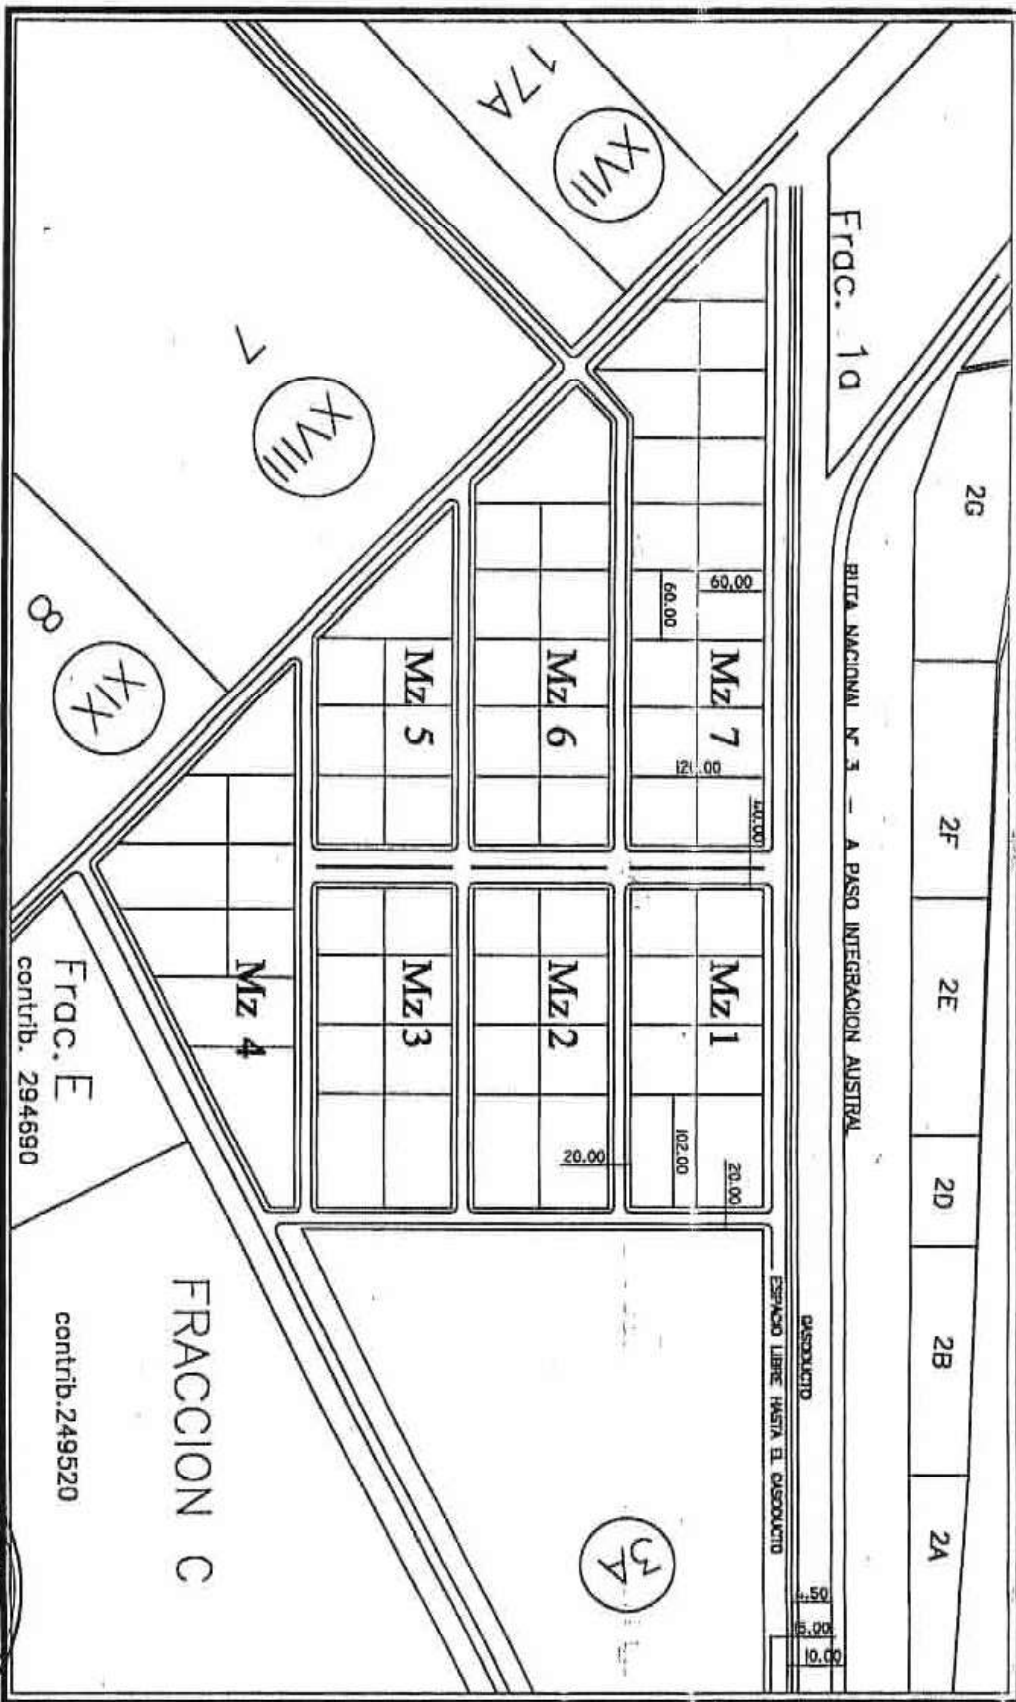 2G
2F
2E
2D
2B
2A
Frac. 1a
RUTA NACIONAL Nº 3 — A PASO INTEGRACION AUSTRAL
GASODUCTO
ESPACIO LIBRE HASTA EL GASODUCTO
4.50
15.00
10.00
XVII
17A
60,00
60.00
Mz 7
120.00
40.00
Mz 1
102.00
20.00
20.00
Mz 6
Mz 2
Mz 5
Mz 3
Mz 4
3A
XVIII
7
XIX
8
Frac. E
contrib. 294690
FRACCION C
contrib.249520